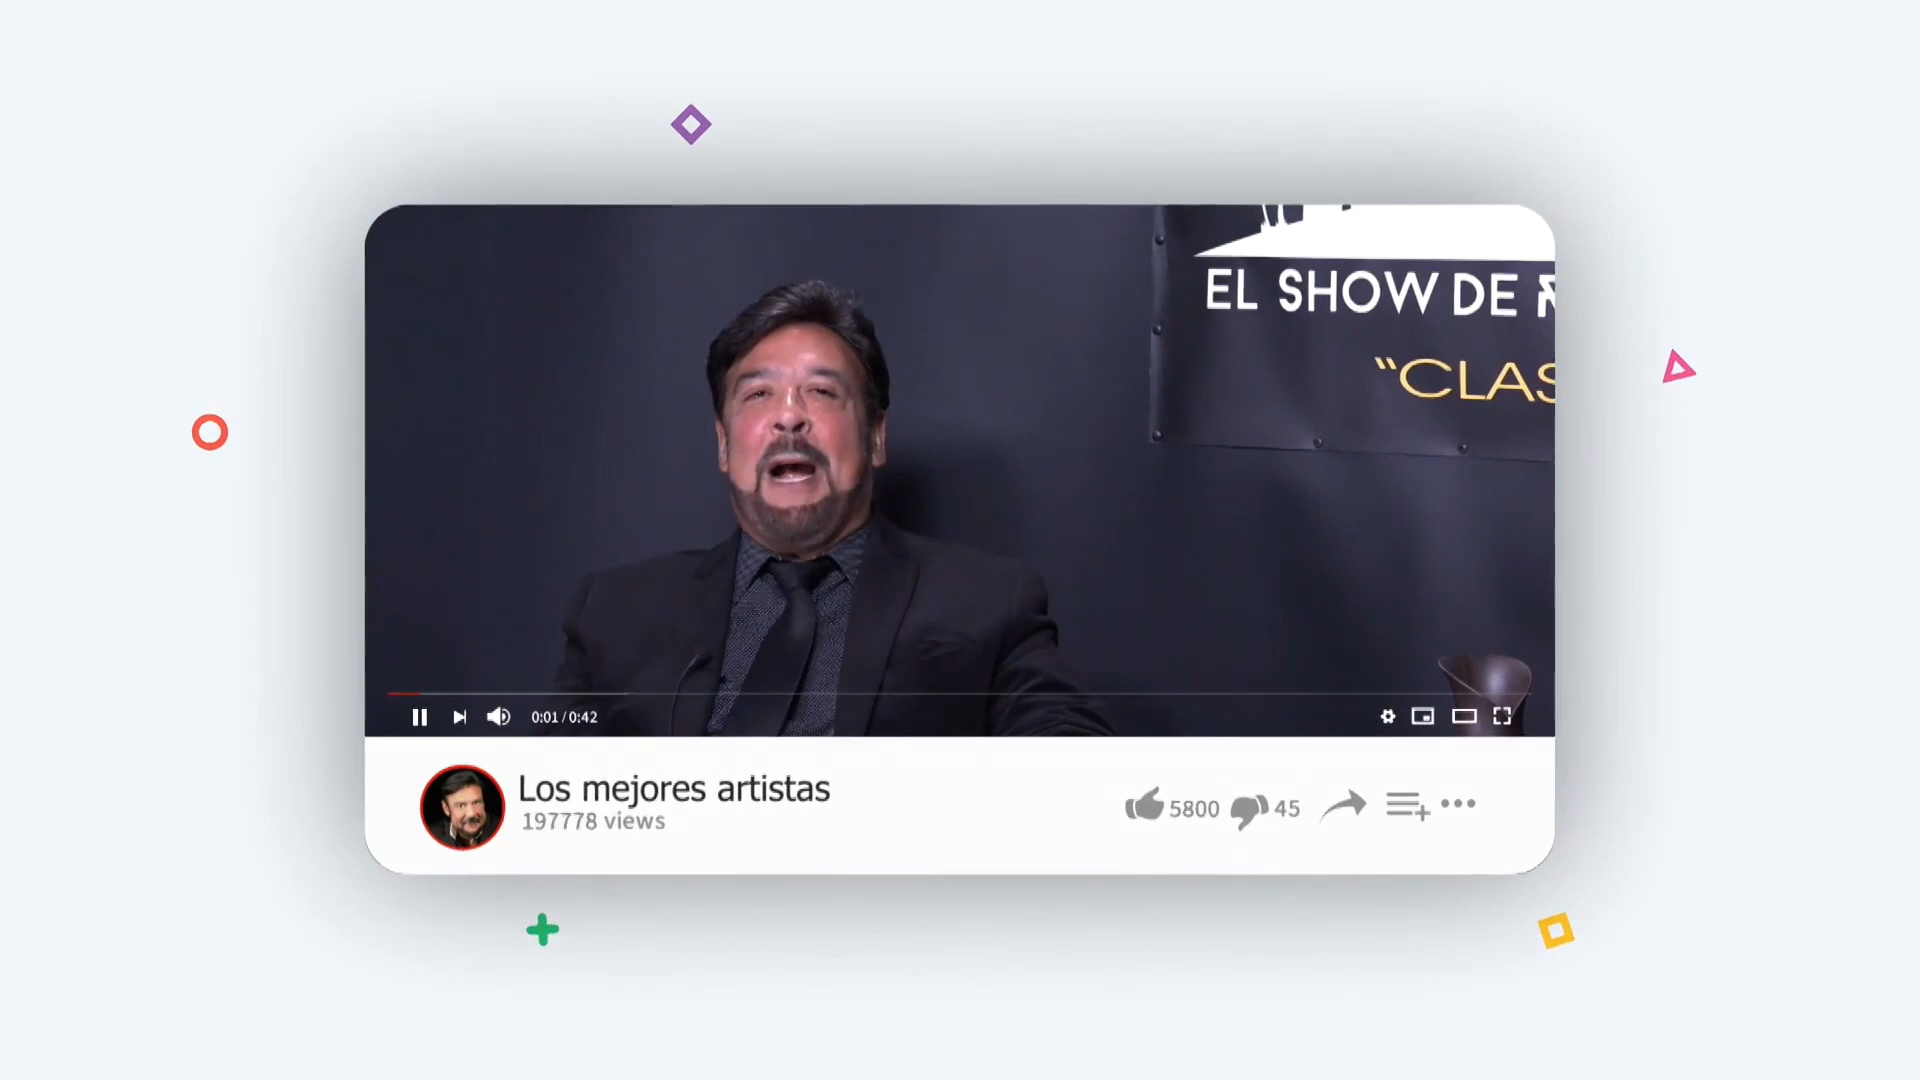 EL SHOW DE
"CLAS
0:01 / 0:42
Los mejores artistas
197778 views
5800
45